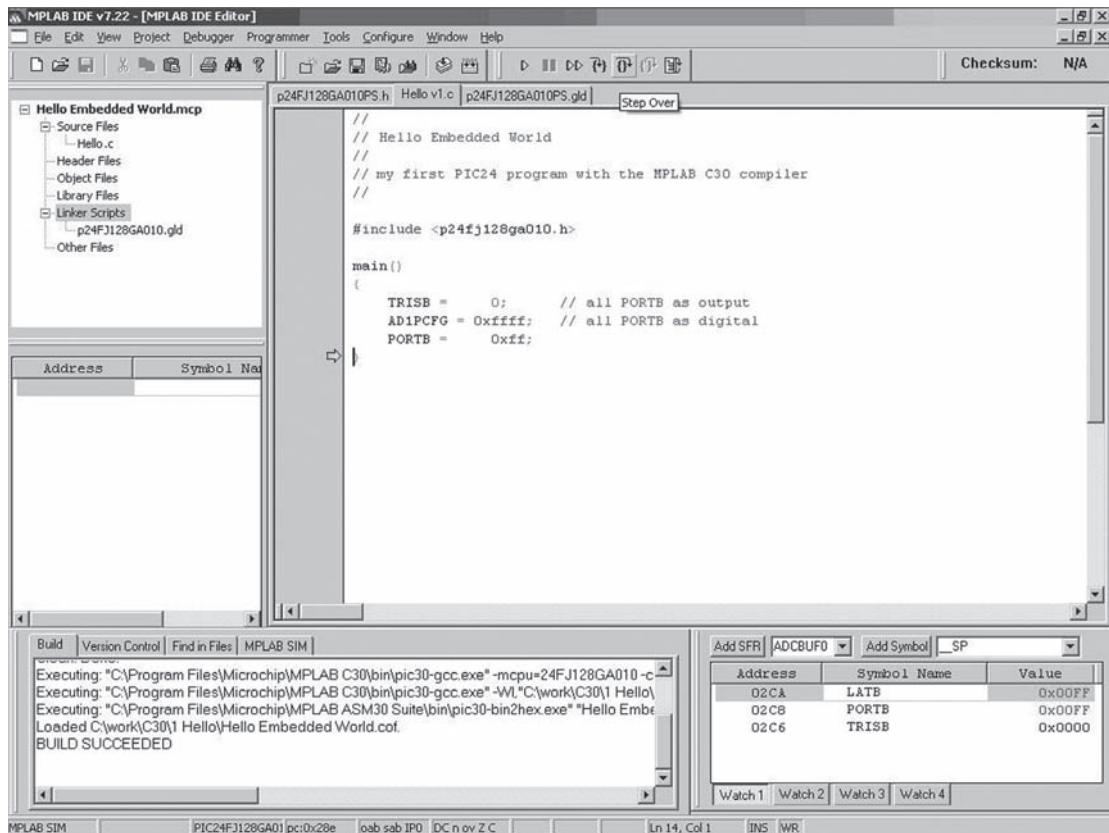 MPLAB IDE v7.22 - [MPLAB IDE Editor]
File Edit View Project Debugger Programmer Tools Configure Window Help
Checksum: N/A
Hello Embedded World.mcp
Source Files
Hello.c
Header Files
Object Files
Library Files
Linker Scripts
p24FJ128GA010.gld
Other Files
Address Symbol Na
p24FJ128GA010PS.h Hello v1.c p24FJ128GA010PS.gld
Step Over
//
// Hello Embedded World
//
// my first PIC24 program with the MPLAB C30 compiler
//
#include <p24fj128ga010.h>
main()
{
TRISB = 0; // all PORTB as output
AD1PCFG = 0xffff; // all PORTB as digital
PORTB = 0xff;
}
Build Version Control Find in Files MPLAB SIM
Executing: "C:\Program Files\Microchip\MPLAB C30\bin\pic30-gcc.exe" -mcpu=24FJ128GA010 -c
Executing: "C:\Program Files\Microchip\MPLAB C30\bin\pic30-gcc.exe" -Wl,"C:\work\C30\1 Hello\
Executing: "C:\Program Files\Microchip\MPLAB ASM30 Suite\bin\pic30-bin2hex.exe" "Hello Embe
Loaded C:\work\C30\1 Hello\Hello Embedded World.cof.
BUILD SUCCEEDED
Add SFR ADCBUF0 Add Symbol __SP
Address Symbol Name Value
02CA LATB 0x00FF
02C8 PORTB 0x00FF
02C6 TRISB 0x0000
Watch 1 Watch 2 Watch 3 Watch 4
MPLAB SIM PIC24FJ128GA01 pc:0x28e oab sab IP0 DC n ov Z C Ln 14, Col 1 INS WR